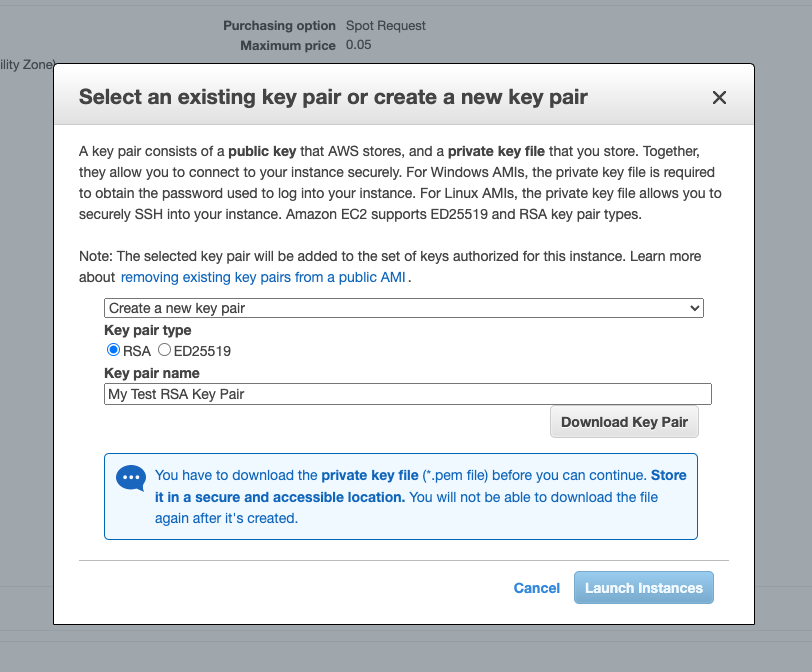 Purchasing option Spot Request
Maximum price 0.05
ility Zone)
Select an existing key pair or create a new key pair
A key pair consists of a public key that AWS stores, and a private key file that you store. Together,
they allow you to connect to your instance securely. For Windows AMIs, the private key file is required
to obtain the password used to log into your instance. For Linux AMIs, the private key file allows you to
securely SSH into your instance. Amazon EC2 supports ED25519 and RSA key pair types.
Note: The selected key pair will be added to the set of keys authorized for this instance. Learn more
about removing existing key pairs from a public AMI .
Create a new key pair
Key pair type
RSA ED25519
Key pair name
My Test RSA Key Pair
Download Key Pair
You have to download the private key file (*.pem file) before you can continue. Store
it in a secure and accessible location. You will not be able to download the file
again after it's created.
Cancel Launch Instances